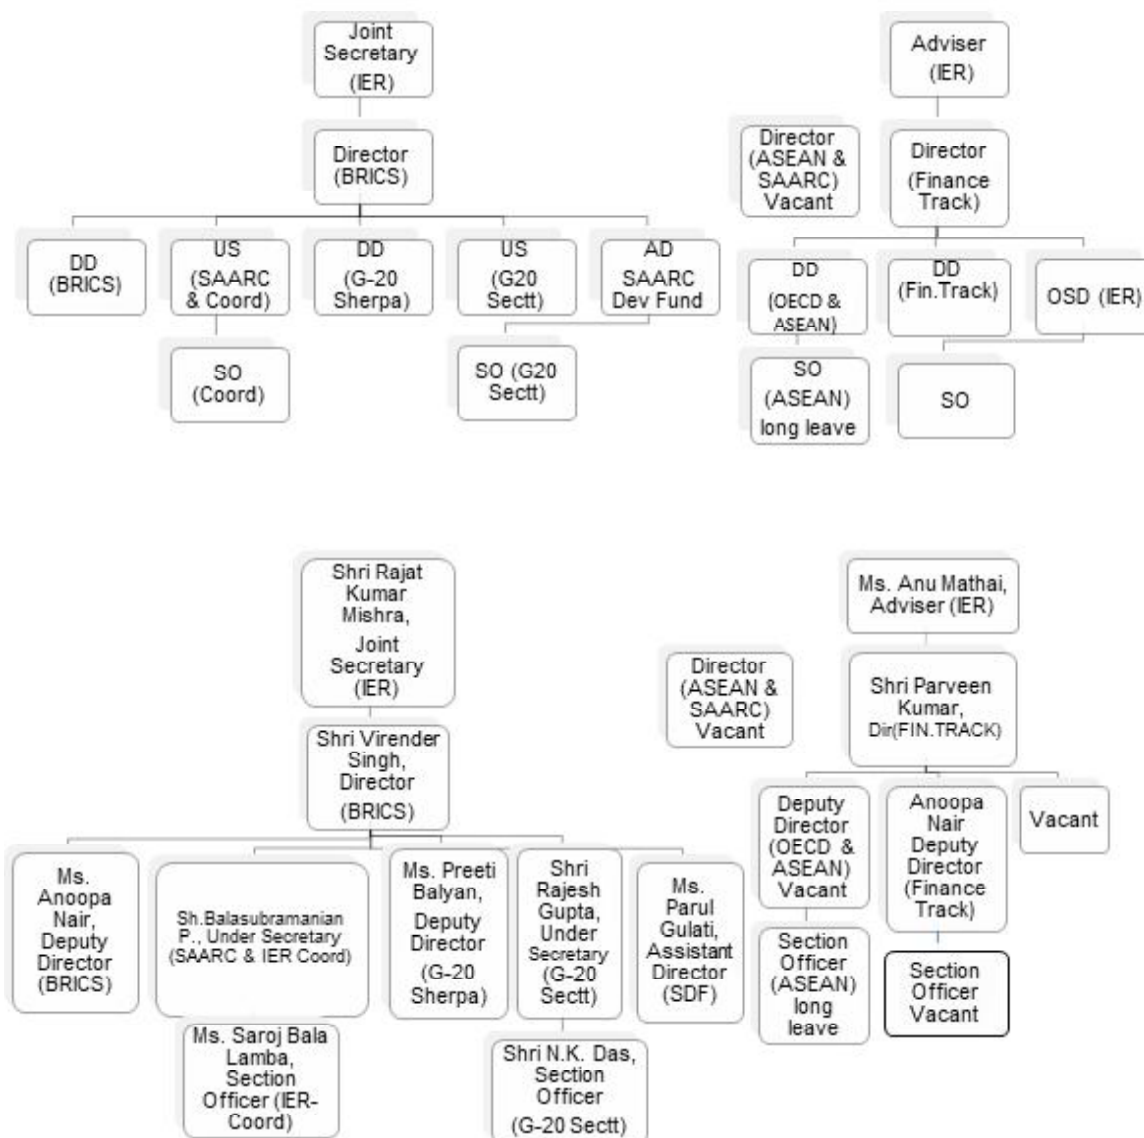 Joint
Secretary
(IER)
Adviser
(IER)
Director
(BRICS)
Director
(ASEAN &
SAARC)
Vacant
Director
(Finance
Track)
DD
(BRICS)
US
(SAARC
& Coord)
DD
(G-20
Sherpa)
US
(G20
Sectt)
AD
SAARC
Dev Fund
DD
(OECD &
ASEAN)
DD
(Fin.Track)
OSD (IER)
SO
(Coord)
SO (G20
Sectt)
SO
(ASEAN)
long leave
SO
Shri Rajat
Kumar
Mishra,
Joint
Secretary
(IER)
Ms. Anu Mathai,
Adviser (IER)
Shri Virender
Singh,
Director
(BRICS)
Director
(ASEAN &
SAARC)
Vacant
Shri Parveen
Kumar,
Dir(FIN.TRACK)
Ms.
Anoopa
Nair,
Deputy
Director
(BRICS)
Sh.Balasubramanian
P., Under Secretary
(SAARC & IER Coord)
Ms. Preeti
Balyan,
Deputy
Director
(G-20
Sherpa)
Shri
Rajesh
Gupta,
Under
Secretary
(G-20
Sectt)
Ms.
Parul
Gulati,
Assistant
Director
(SDF)
Deputy
Director
(OECD &
ASEAN)
Vacant
Anoopa
Nair
Deputy
Director
(Finance
Track)
Vacant
Ms. Saroj Bala
Lamba,
Section
Officer (IER-
Coord)
Shri N.K. Das,
Section
Officer
(G-20 Sectt)
Section
Officer
(ASEAN)
long
leave
Section
Officer
Vacant